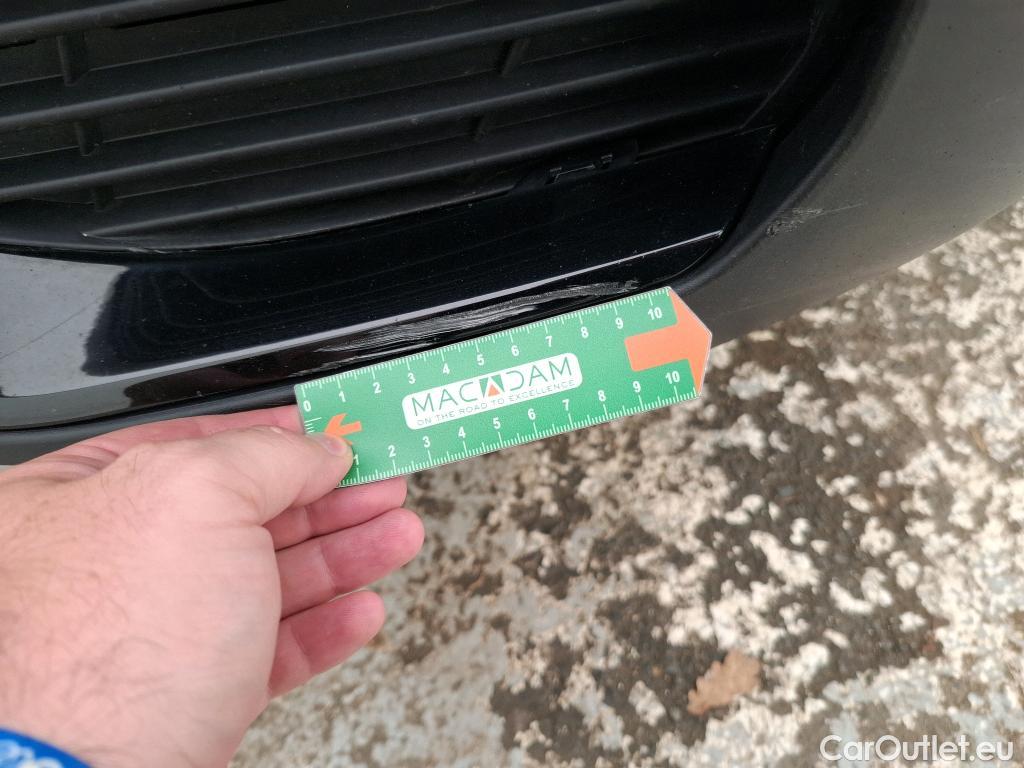 0 1 2 3 4 5 6 7 8 9 10
MACADAM
ON THE ROAD TO EXCELLENCE
1 2 3 4 5 6 7 8 9 10
CarOutlet.eu